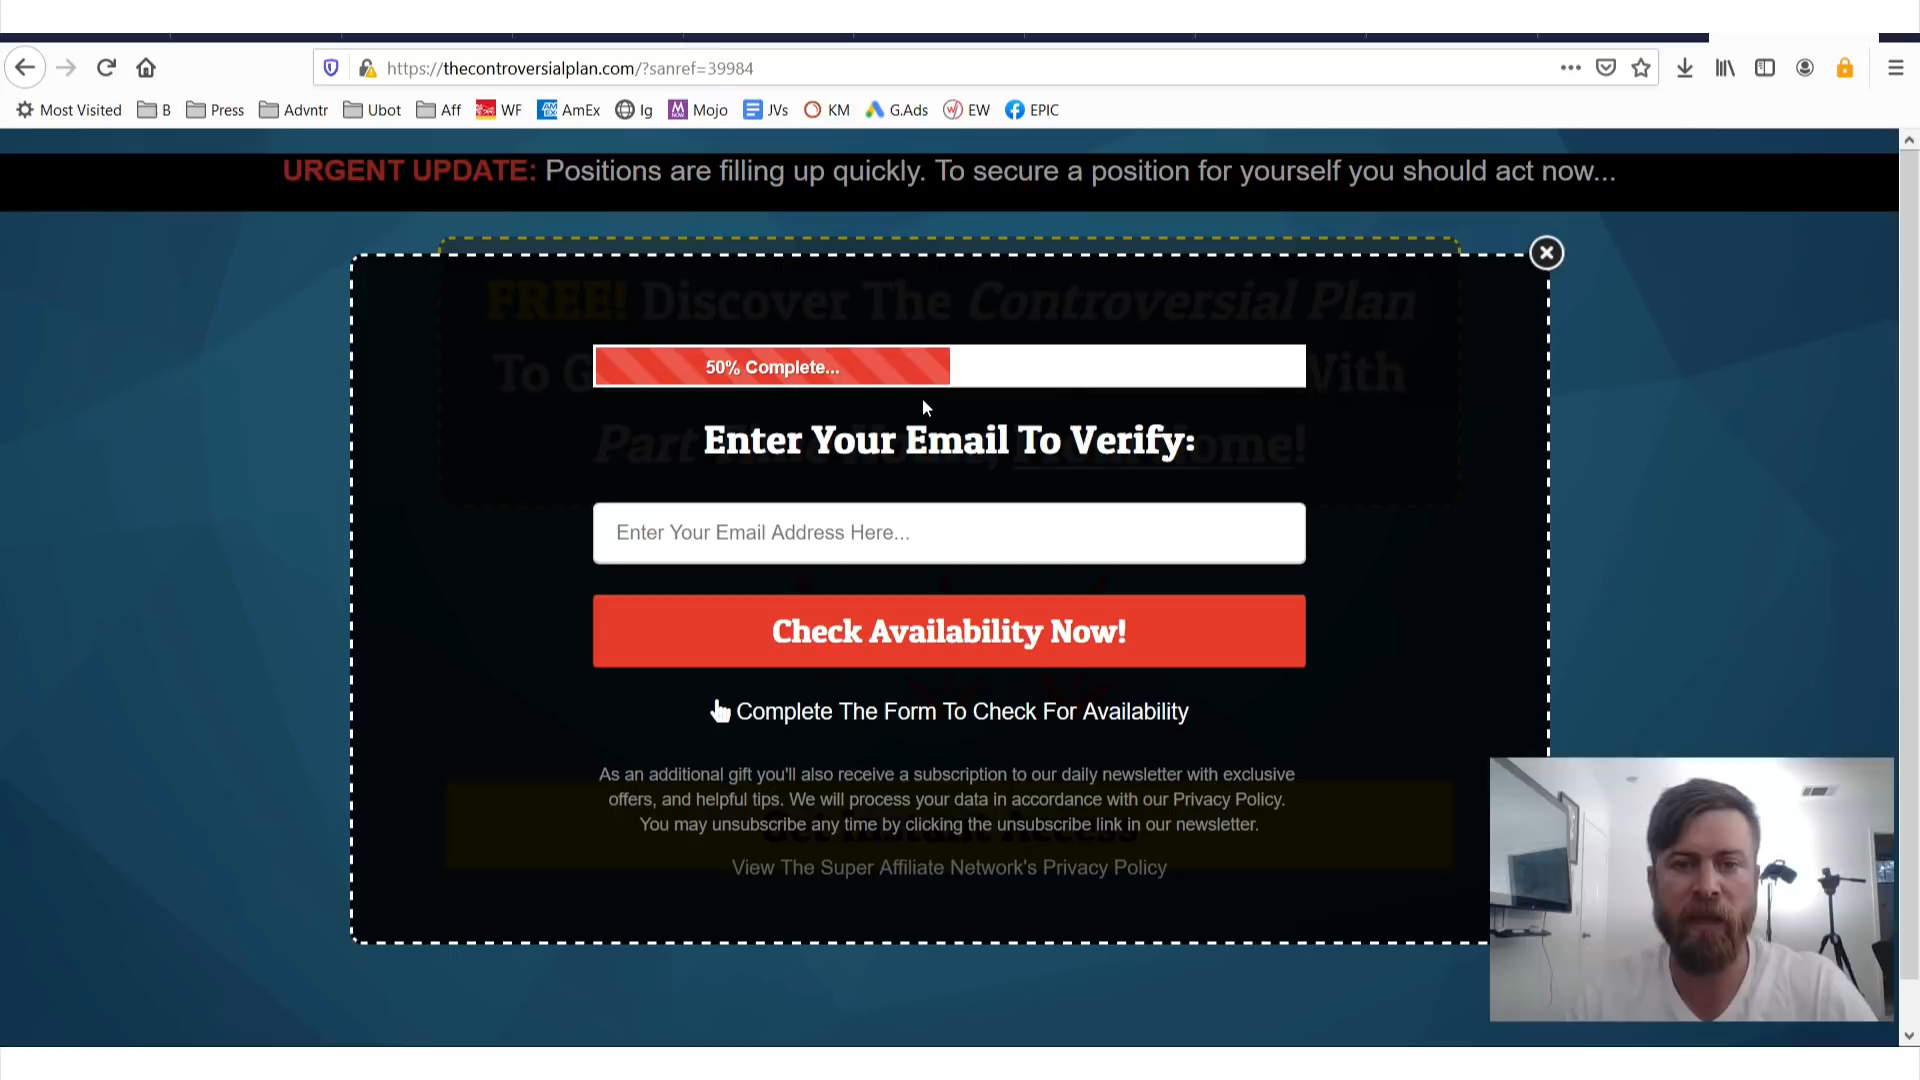 https://thecontroversialplan.com/?sanref=39984
Most Visited B Press Advntr Ubot Aff WF AmEx Ig Mojo JVs KM G.Ads EW EPIC
URGENT UPDATE: Positions are filling up quickly. To secure a position for yourself you should act now...
FREE! Discover The Controversial Plan
To G With
50% Complete...
Part Home!
Enter Your Email To Verify:
Enter Your Email Address Here...
Check Availability Now!
Complete The Form To Check For Availability
As an additional gift you'll also receive a subscription to our daily newsletter with exclusive
offers, and helpful tips. We will process your data in accordance with our Privacy Policy.
You may unsubscribe any time by clicking the unsubscribe link in our newsletter.
View The Super Affiliate Network's Privacy Policy